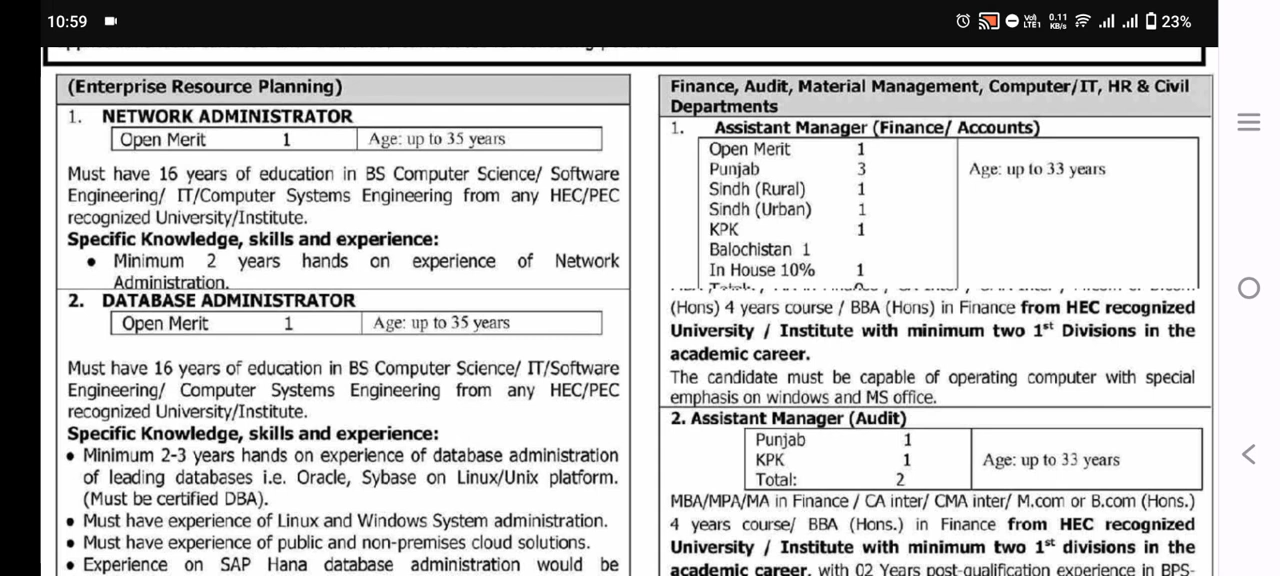 10:59
Vo) LTE1 0.11 KB/s 23%
(Enterprise Resource Planning)
1. NETWORK ADMINISTRATOR
Open Merit 1 Age: up to 35 years
Must have 16 years of education in BS Computer Science/ Software
Engineering/ IT/Computer Systems Engineering from any HEC/PEC
recognized University/Institute.
Specific Knowledge, skills and experience:
• Minimum 2 years hands on experience of Network
Administration.
2. DATABASE ADMINISTRATOR
Open Merit 1 Age: up to 35 years
Must have 16 years of education in BS Computer Science/ IT/Software
Engineering/ Computer Systems Engineering from any HEC/PEC
recognized University/Institute.
Specific Knowledge, skills and experience:
• Minimum 2-3 years hands on experience of database administration
of leading databases i.e. Oracle, Sybase on Linux/Unix platform.
(Must be certified DBA).
• Must have experience of Linux and Windows System administration.
• Must have experience of public and non-premises cloud solutions.
• Experience on SAP Hana database administration would be
Finance, Audit, Material Management, Computer/IT, HR & Civil
Departments
1. Assistant Manager (Finance/ Accounts)
Open Merit 1
Punjab 3 Age: up to 33 years
Sindh (Rural) 1
Sindh (Urban) 1
KPK 1
Balochistan 1
In House 10% 1
(Hons) 4 years course / BBA (Hons) in Finance from HEC recognized
University / Institute with minimum two 1st Divisions in the
academic career.
The candidate must be capable of operating computer with special
emphasis on windows and MS office.
2. Assistant Manager (Audit)
Punjab 1
KPK 1 Age: up to 33 years
Total: 2
MBA/MPA/MA in Finance / CA inter/ CMA inter/ M.com or B.com (Hons.)
4 years course/ BBA (Hons.) in Finance from HEC recognized
University / Institute with minimum two 1st divisions in the
academic career, with 02 Years post-qualification experience in BPS-